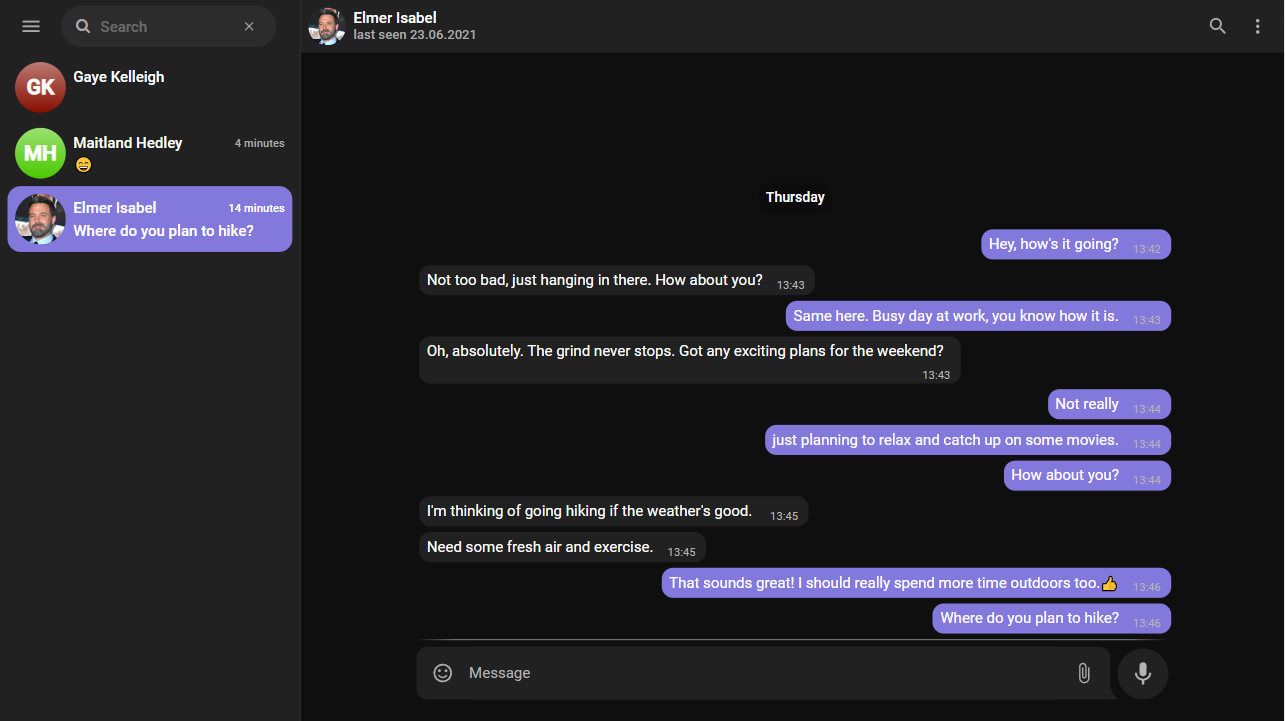 Search
GK
Gaye Kelleigh
MH
Maitland Hedley 4 minutes
😄
Elmer Isabel 14 minutes
Where do you plan to hike?
Elmer Isabel
last seen 23.06.2021
Thursday
Hey, how's it going? 13:42
Not too bad, just hanging in there. How about you? 13:43
Same here. Busy day at work, you know how it is. 13:43
Oh, absolutely. The grind never stops. Got any exciting plans for the weekend?
13:43
Not really 13:44
just planning to relax and catch up on some movies. 13:44
How about you? 13:44
I'm thinking of going hiking if the weather's good. 13:45
Need some fresh air and exercise. 13:45
That sounds great! I should really spend more time outdoors too.👍 13:46
Where do you plan to hike? 13:46
Message